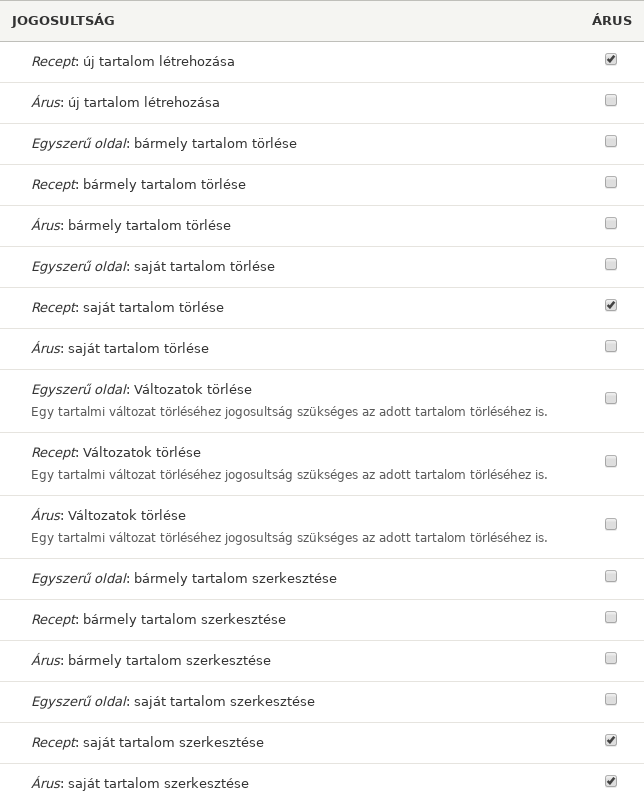 JOGOSULTSÁG ÁRUS
Recept: új tartalom létrehozása
Árus: új tartalom létrehozása
Egyszerű oldal: bármely tartalom törlése
Recept: bármely tartalom törlése
Árus: bármely tartalom törlése
Egyszerű oldal: saját tartalom törlése
Recept: saját tartalom törlése
Árus: saját tartalom törlése
Egyszerű oldal: Változatok törlése
Egy tartalmi változat törléséhez jogosultság szükséges az adott tartalom törléséhez is.
Recept: Változatok törlése
Egy tartalmi változat törléséhez jogosultság szükséges az adott tartalom törléséhez is.
Árus: Változatok törlése
Egy tartalmi változat törléséhez jogosultság szükséges az adott tartalom törléséhez is.
Egyszerű oldal: bármely tartalom szerkesztése
Recept: bármely tartalom szerkesztése
Árus: bármely tartalom szerkesztése
Egyszerű oldal: saját tartalom szerkesztése
Recept: saját tartalom szerkesztése
Árus: saját tartalom szerkesztése